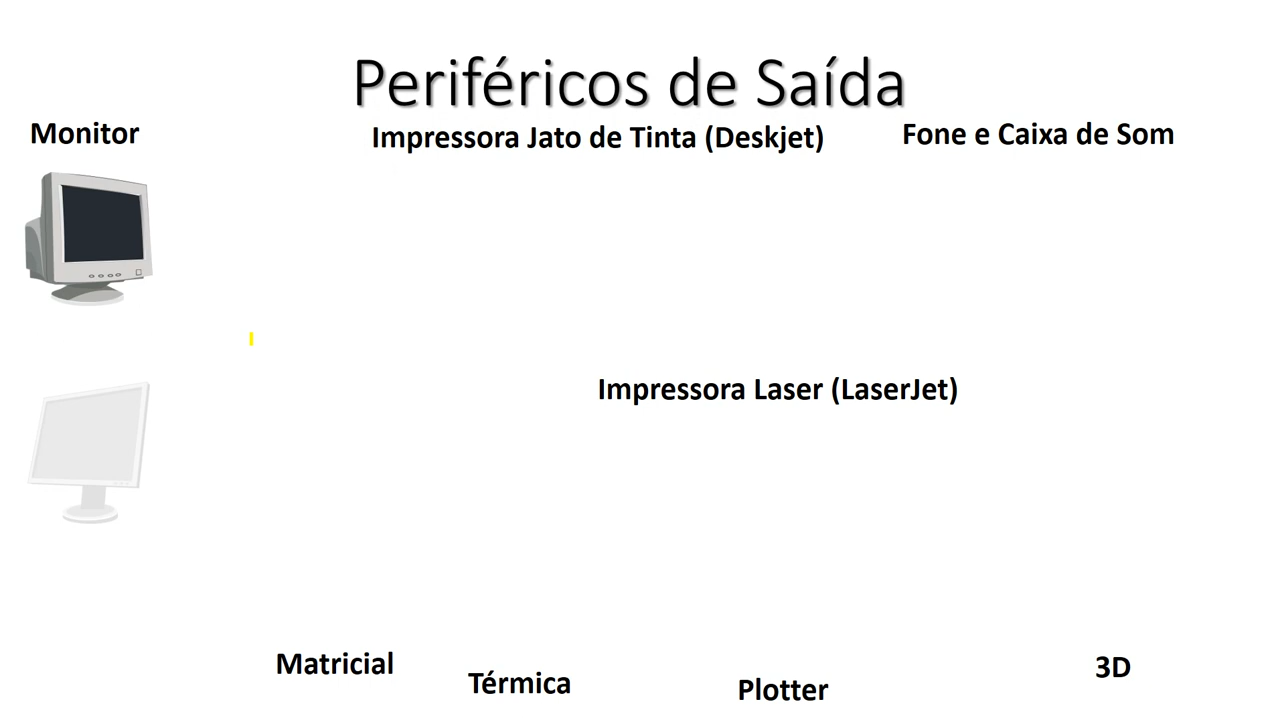 Periféricos de Saída
Monitor
Impressora Jato de Tinta (Deskjet)
Fone e Caixa de Som
Impressora Laser (LaserJet)
Matricial
Térmica
Plotter
3D